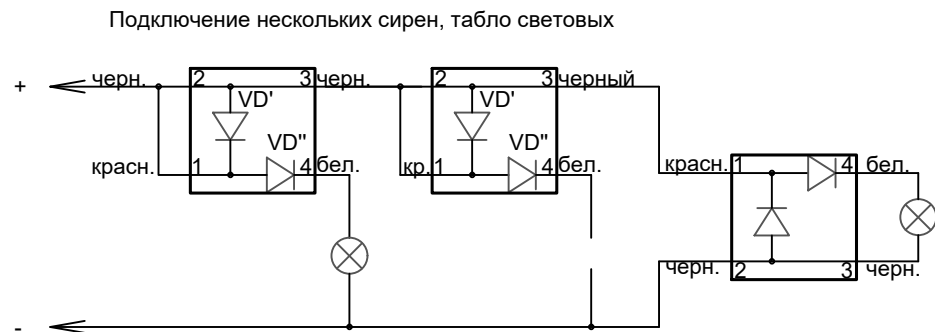 Подключение нескольких сирен, табло световых
+ черн. 2 3 черн. 2 3 черный
VD' VD'
VD" VD"
красн. 1 4 бел. кр. 1 4 бел. красн. 1 4 бел.
черн. 2 3 черн.
-